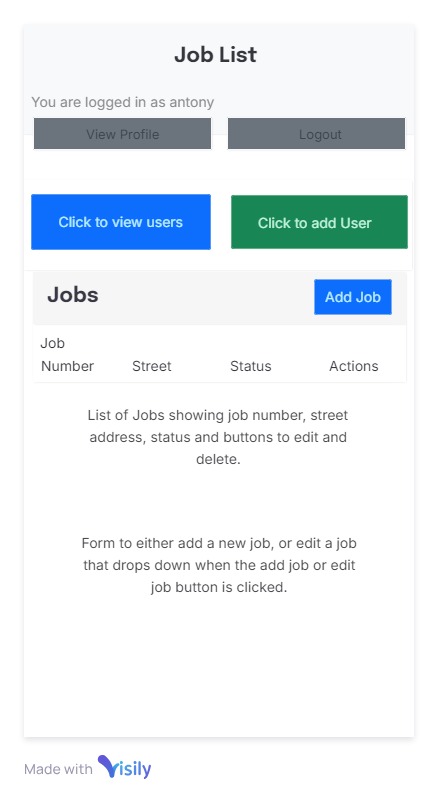 Job List
You are logged in as antony
View Profile
Logout
Click to view users
Click to add User
Jobs
Add Job
Job
Number Street Status Actions
List of Jobs showing job number, street
address, status and buttons to edit and
delete.
Form to either add a new job, or edit a job
that drops down when the add job or edit
job button is clicked.
Made with Visily